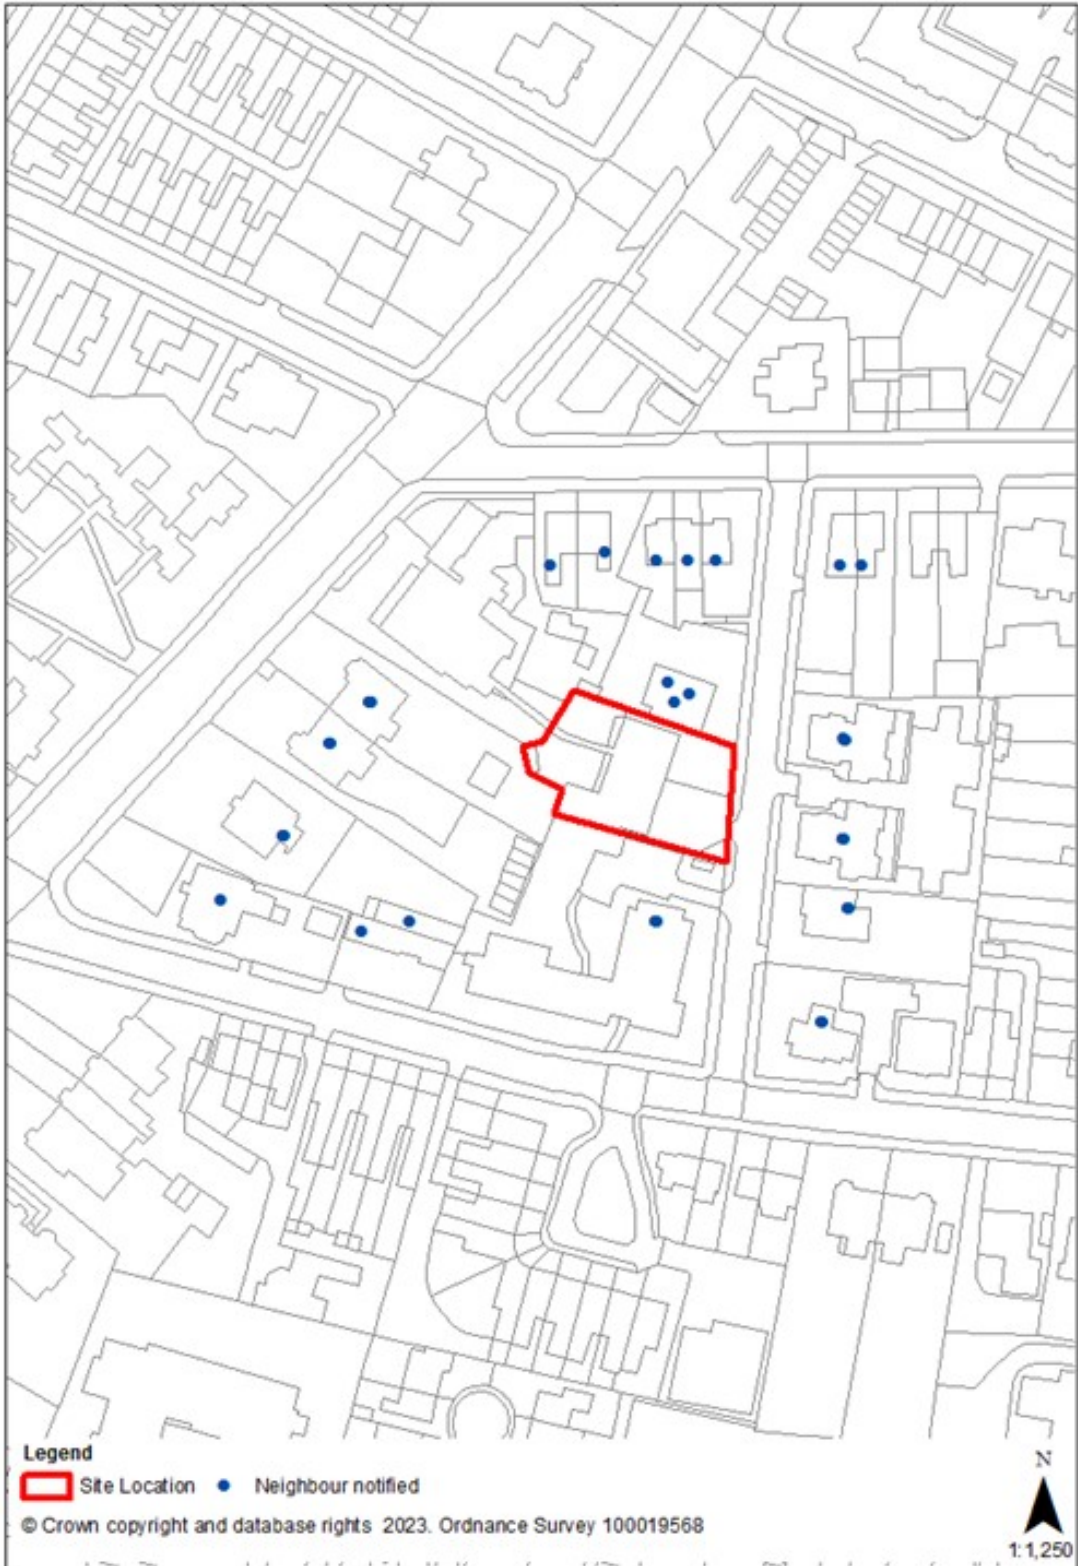 Legend
N
Site Location Neighbour notified
© Crown copyright and database rights 2023. Ordnance Survey 100019568
1:1,250